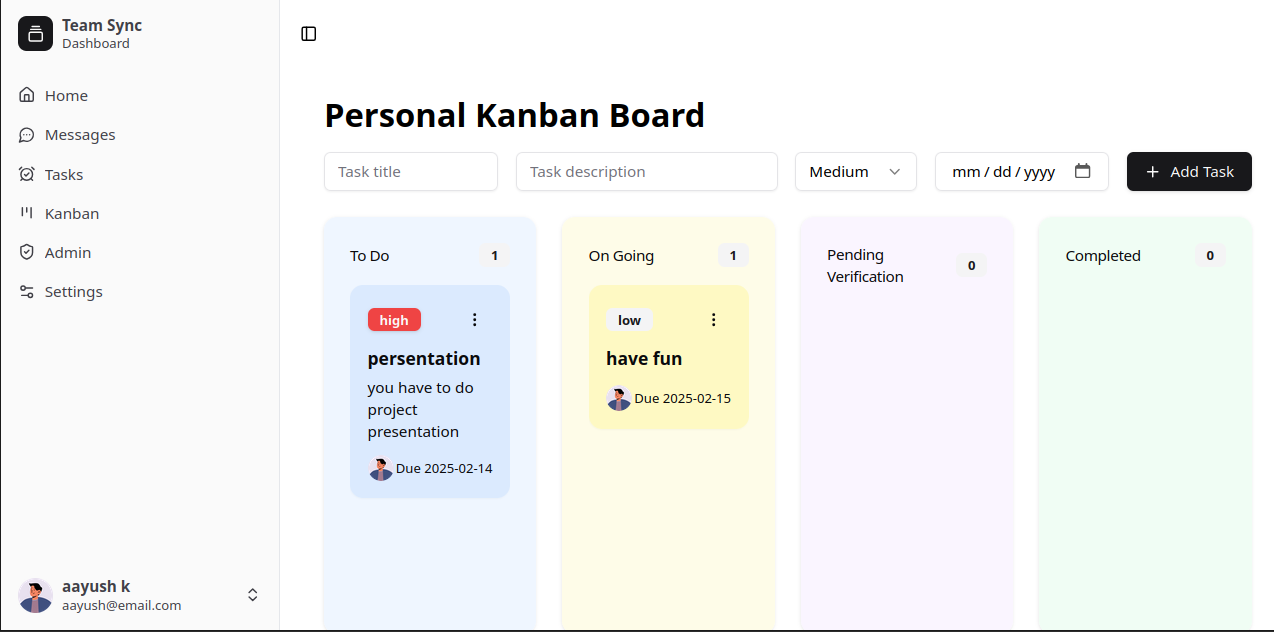 Team Sync
Dashboard
Home
Messages
Tasks
Kanban
Admin
Settings
aayush k
aayush@email.com
Personal Kanban Board
Task title
Task description
Medium
mm / dd / yyyy
Add Task
To Do
1
high
persentation
you have to do
project
presentation
Due 2025-02-14
On Going
1
low
have fun
Due 2025-02-15
Pending
Verification
0
Completed
0